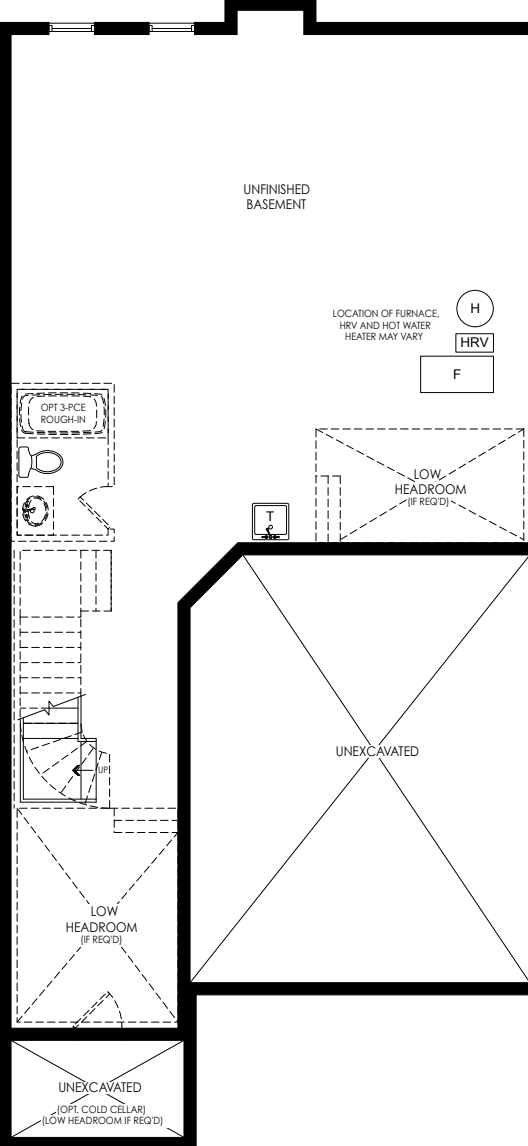 UNFINISHED
BASEMENT
LOCATION OF FURNACE,
HRV AND HOT WATER
HEATER MAY VARY
H
HRV
F
OPT 3-PCE
ROUGH-IN
LOW
HEADROOM
(IF REQ'D)
T
UNEXCAVATED
UP
LOW
HEADROOM
(IF REQ'D)
UNEXCAVATED
(OPT. COLD CELLAR)
(LOW HEADROOM IF REQ'D)